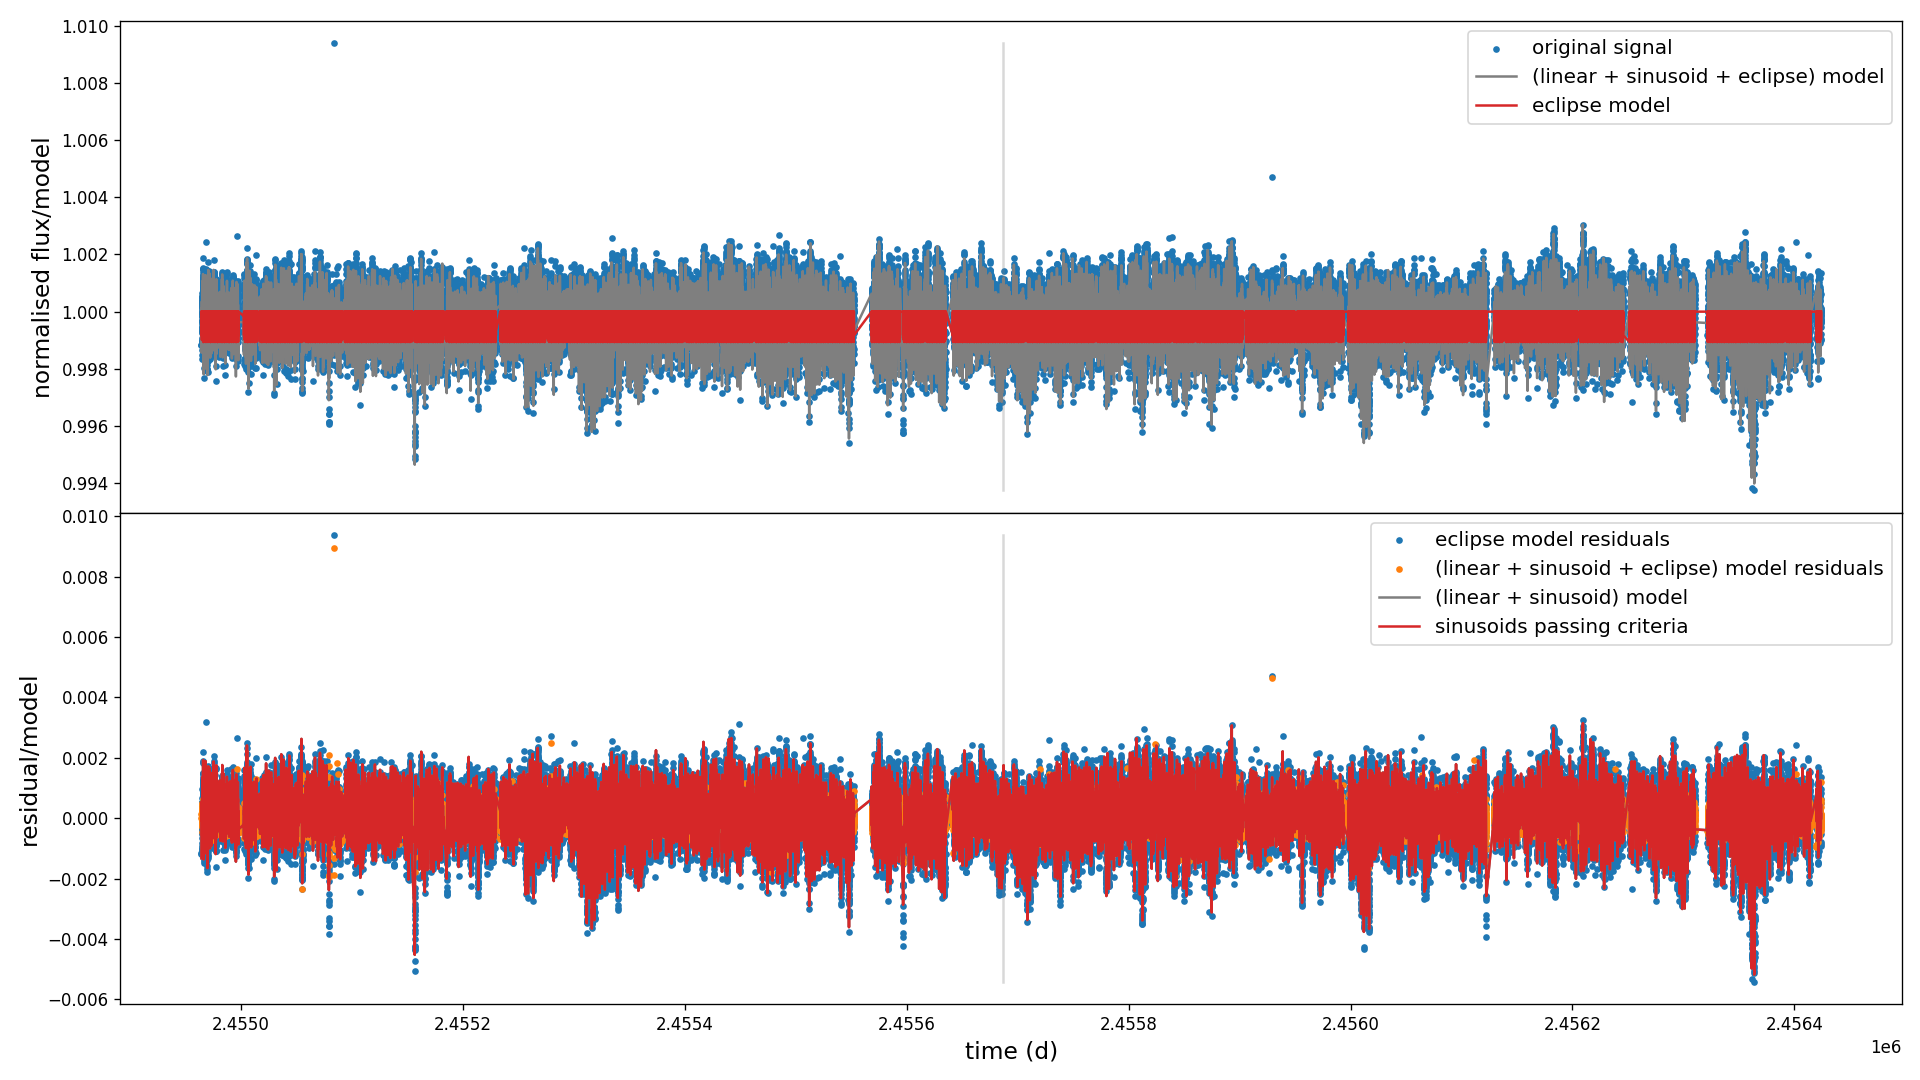 1.010
1.008
1.006
1.004
1.002
1.000
0.998
0.996
0.994
normalised flux/model
original signal
(linear + sinusoid + eclipse) model
eclipse model
0.010
0.008
0.006
0.004
0.002
0.000
−0.002
−0.004
−0.006
residual/model
eclipse model residuals
(linear + sinusoid + eclipse) model residuals
(linear + sinusoid) model
sinusoids passing criteria
2.4550 2.4552 2.4554 2.4556 2.4558 2.4560 2.4562 2.4564
1e6
time (d)